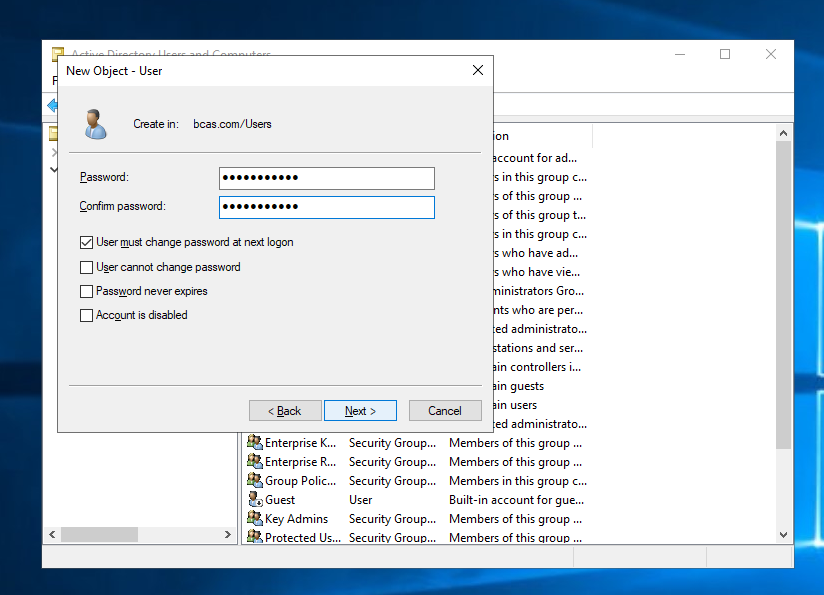 Active Directory Users and Computers
New Object - User
Create in: bcas.com/Users
Password: ●●●●●●●●●●●
Confirm password: ●●●●●●●●●●●
User must change password at next logon
User cannot change password
Password never expires
Account is disabled
< Back Next > Cancel
ion
account for ad...
s in this group c...
s of this group ...
s of this group t...
s in this group c...
s who have ad...
s who have vie...
ministrators Gro...
nts who are per...
ted administrato...
stations and ser...
ain controllers i...
ain guests
ain users
ted administrato...
Enterprise K... Security Group... Members of this group ...
Enterprise R... Security Group... Members of this group ...
Group Polic... Security Group... Members in this group c...
Guest User Built-in account for gue...
Key Admins Security Group... Members of this group ...
Protected Us... Security Group... Members of this group ...